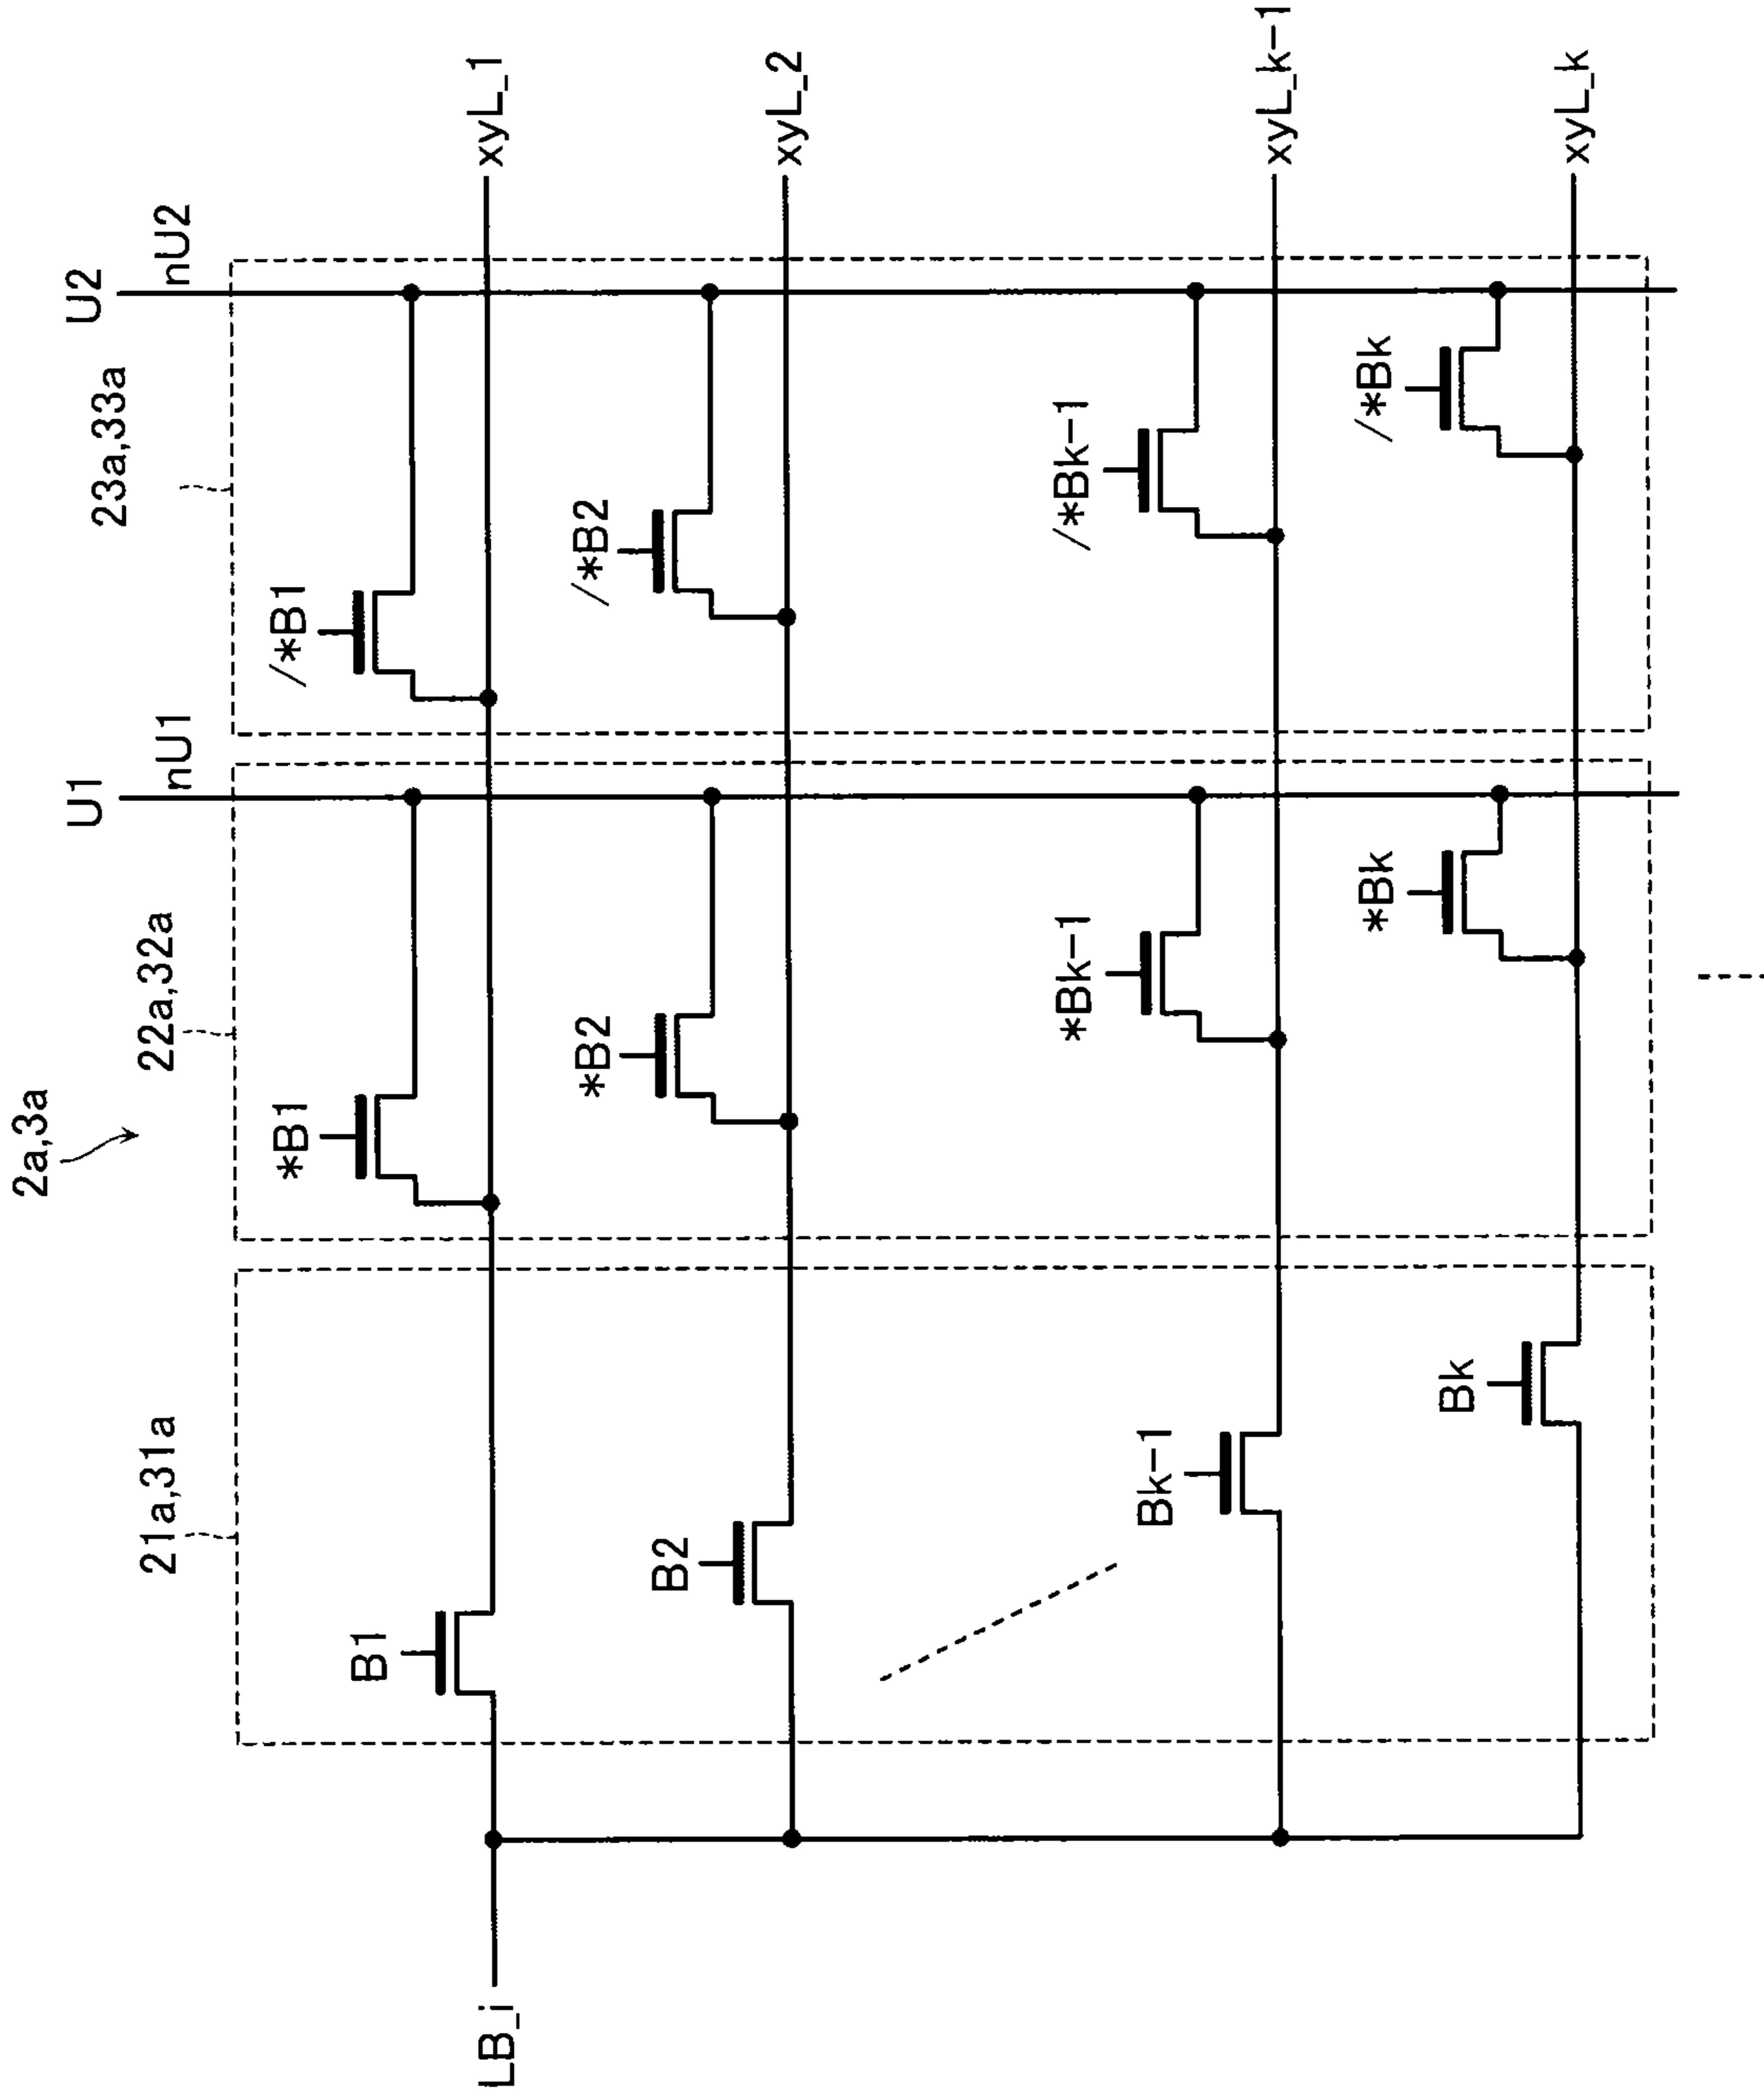 2a,3a
21a,31a
22a,32a
23a,33a
U1
nU1
U2
nU2
B1
*B1
/*B1
xyL_1
B2
*B2
/*B2
xyL_2
Bk-1
*Bk-1
/*Bk-1
xyL_k-1
Bk
*Bk
/*Bk
xyL_k
LB_i